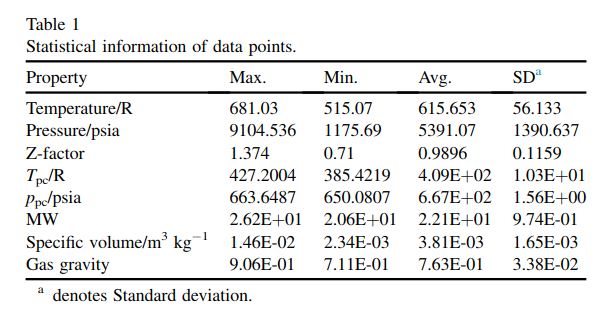 Table 1
Statistical information of data points.
Property Max. Min. Avg. SDᵃ
Temperature/R 681.03 515.07 615.653 56.133
Pressure/psia 9104.536 1175.69 5391.07 1390.637
Z-factor 1.374 0.71 0.9896 0.1159
Tpc/R 427.2004 385.4219 4.09E+02 1.03E+01
ppc/psia 663.6487 650.0807 6.67E+02 1.56E+00
MW 2.62E+01 2.06E+01 2.21E+01 9.74E-01
Specific volume/m³ kg⁻¹ 1.46E-02 2.34E-03 3.81E-03 1.65E-03
Gas gravity 9.06E-01 7.11E-01 7.63E-01 3.38E-02
ᵃ denotes Standard deviation.